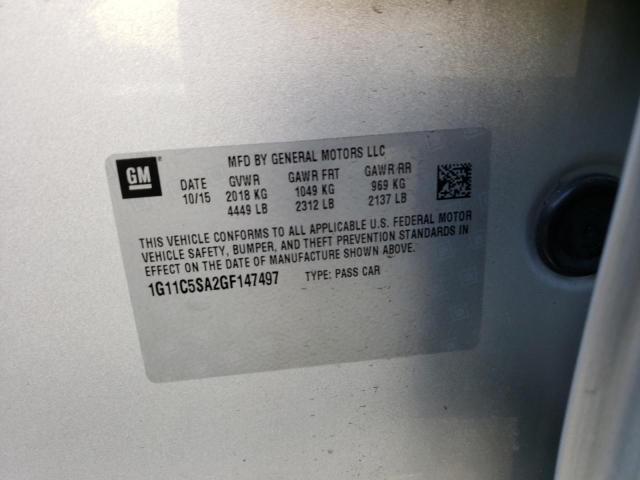 GM
MFD BY GENERAL MOTORS LLC
DATE GVWR GAWR FRT GAWR RR
10/15 2018 KG 1049 KG 969 KG
4449 LB 2312 LB 2137 LB
THIS VEHICLE CONFORMS TO ALL APPLICABLE U.S. FEDERAL MOTOR
VEHICLE SAFETY, BUMPER, AND THEFT PREVENTION STANDARDS IN
EFFECT ON THE DATE OF MANUFACTURE SHOWN ABOVE.
1G11C5SA2GF147497 TYPE: PASS CAR